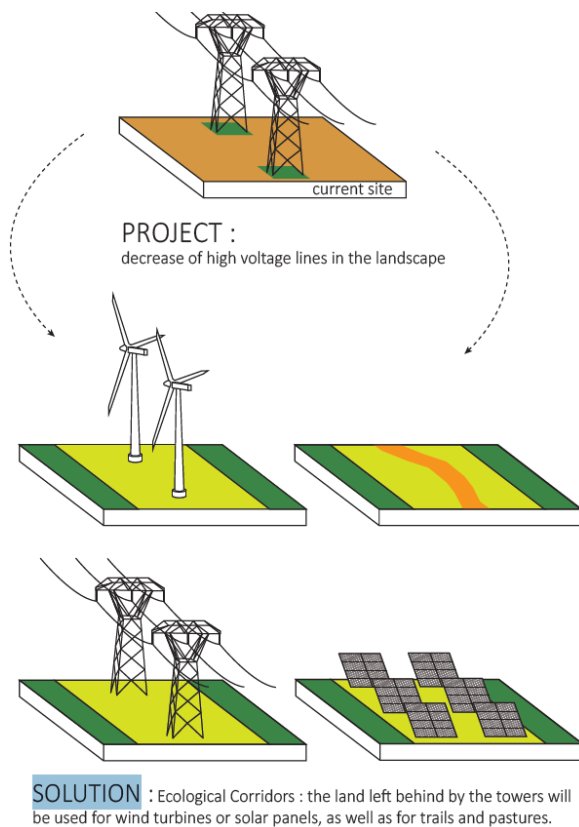 current site
PROJECT :
decrease of high voltage lines in the landscape
SOLUTION : Ecological Corridors : the land left behind by the towers will
be used for wind turbines or solar panels, as well as for trails and pastures.